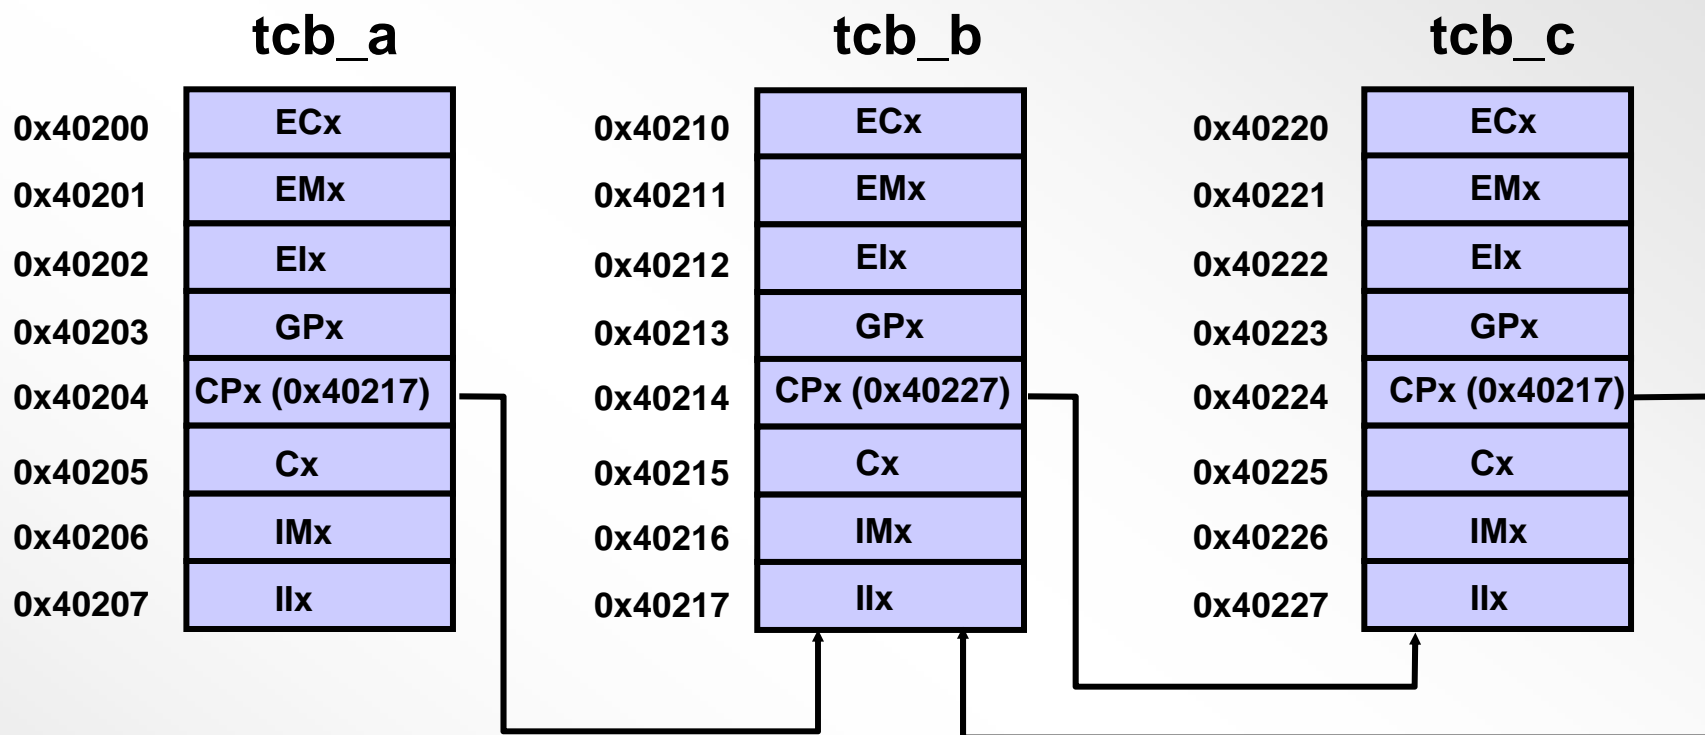 tcb_a tcb_b tcb_c
0x40200 ECx 0x40210 ECx 0x40220 ECx
0x40201 EMx 0x40211 EMx 0x40221 EMx
0x40202 EIx 0x40212 EIx 0x40222 EIx
0x40203 GPx 0x40213 GPx 0x40223 GPx
0x40204 CPx (0x40217) 0x40214 CPx (0x40227) 0x40224 CPx (0x40217)
0x40205 Cx 0x40215 Cx 0x40225 Cx
0x40206 IMx 0x40216 IMx 0x40226 IMx
0x40207 IIx 0x40217 IIx 0x40227 IIx